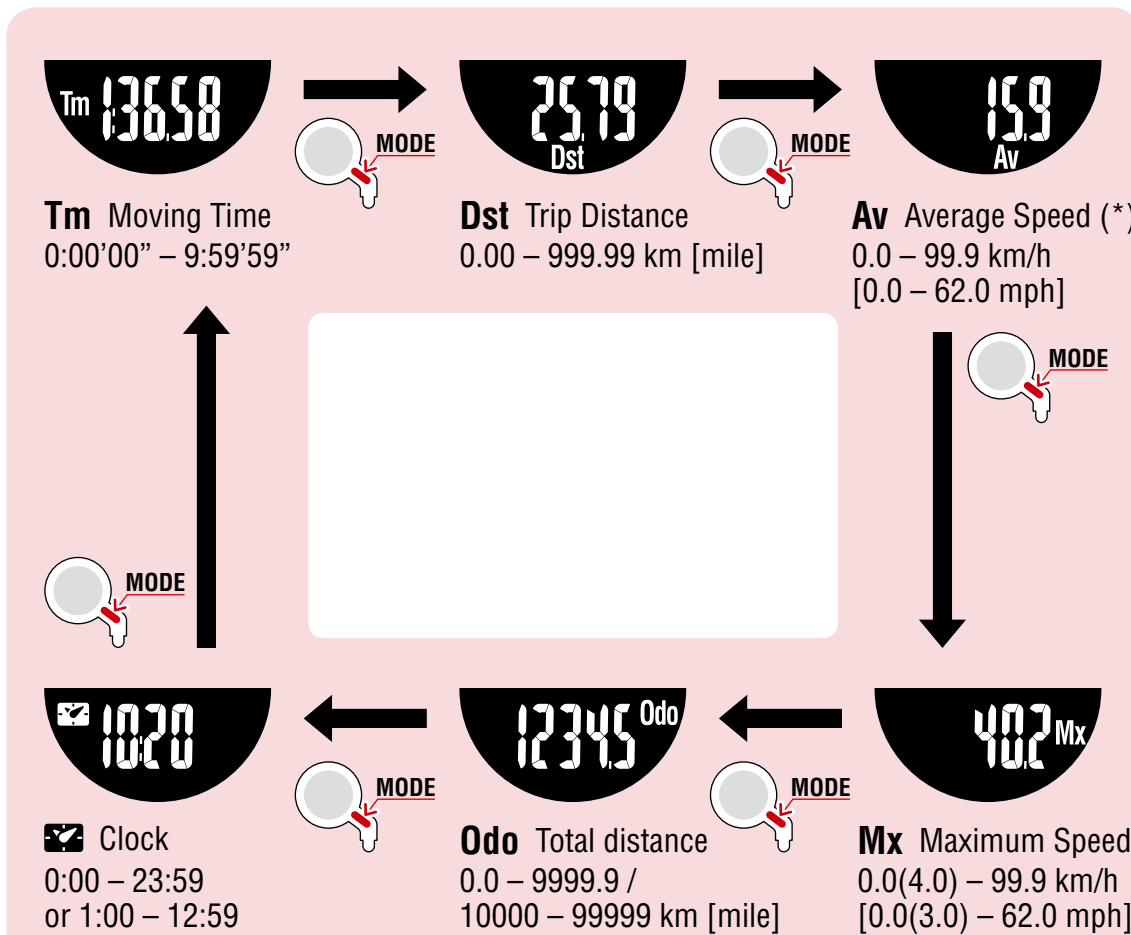 Tm 1:36.58
MODE
Tm Moving Time
0:00’00” – 9:59’59”
25.79
Dst
MODE
Dst Trip Distance
0.00 – 999.99 km [mile]
15.9
Av
Av Average Speed (*)
0.0 – 99.9 km/h
[0.0 – 62.0 mph]
MODE
40.2 Mx
Mx Maximum Speed
0.0(4.0) – 99.9 km/h
[0.0(3.0) – 62.0 mph]
MODE
1234.5 Odo
Odo Total distance
0.0 – 9999.9 /
10000 – 99999 km [mile]
MODE
10:20
Clock
0:00 – 23:59
or 1:00 – 12:59
MODE